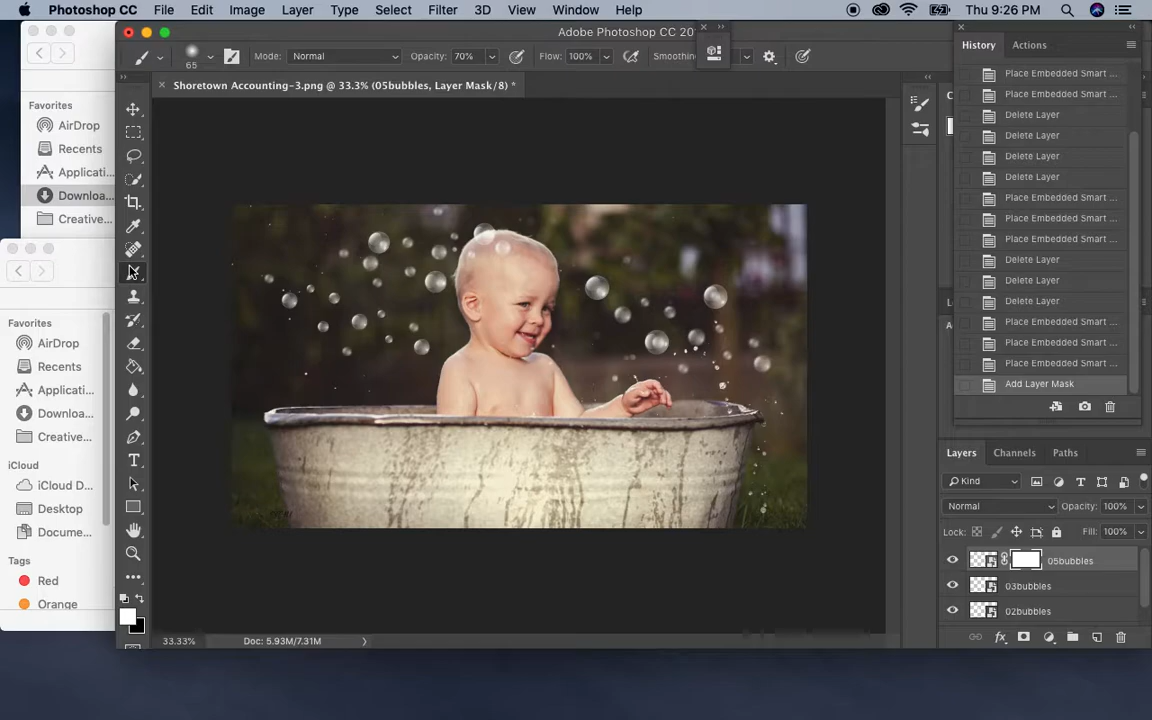 Photoshop CC File Edit Image Layer Type Select Filter 3D View Window Help Thu 9:26 PM
Adobe Photoshop CC 20
65 Mode: Normal Opacity: 70% Flow: 100% Smoothin
Shoretown Accounting-3.png @ 33.3% (05bubbles, Layer Mask/8) *
Favorites
AirDrop
Recents
Applicati...
Downloa...
Creative...
Favorites
AirDrop
Recents
Applicati...
Downloa...
Creative...
iCloud
iCloud D...
Desktop
Docume...
Tags
Red
Orange
33.33% Doc: 5.93M/7.31M
History Actions
Place Embedded Smart ...
Place Embedded Smart ...
Delete Layer
Delete Layer
Delete Layer
Delete Layer
Place Embedded Smart ...
Place Embedded Smart ...
Place Embedded Smart ...
Delete Layer
Delete Layer
Delete Layer
Place Embedded Smart ...
Place Embedded Smart ...
Place Embedded Smart ...
Add Layer Mask
Layers Channels Paths
Kind
Normal Opacity: 100%
Lock: Fill: 100%
05bubbles
03bubbles
02bubbles